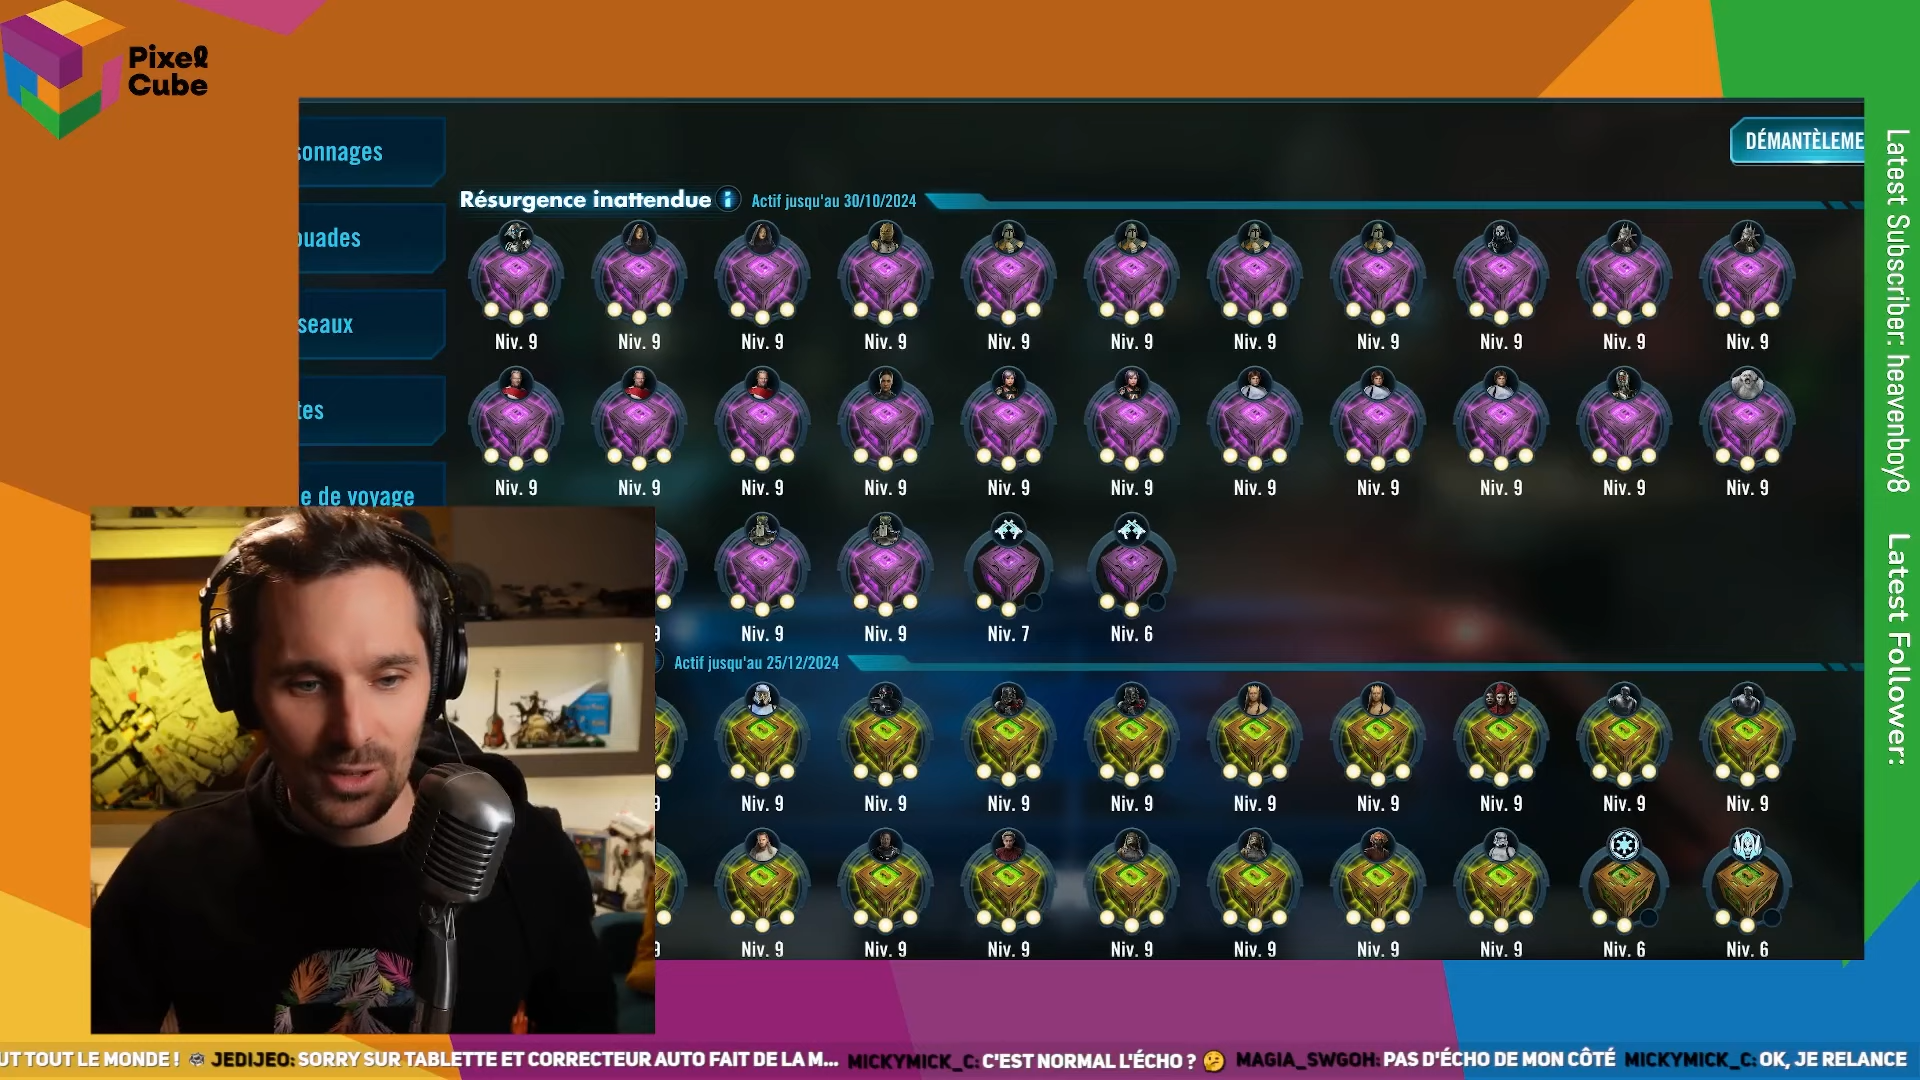 Pixel
Cube
sonnages
DÉMANTÈLEME
ouades
seaux
tes
e de voyage
Résurgence inattendue i Actif jusqu'au 30/10/2024
Niv. 9 Niv. 9 Niv. 9 Niv. 9 Niv. 9 Niv. 9 Niv. 9 Niv. 9 Niv. 9 Niv. 9 Niv. 9
Niv. 9 Niv. 9 Niv. 9 Niv. 9 Niv. 9 Niv. 9 Niv. 9 Niv. 9 Niv. 9 Niv. 9 Niv. 9
9 Niv. 9 Niv. 9 Niv. 7 Niv. 6
Actif jusqu'au 25/12/2024
9 Niv. 9 Niv. 9 Niv. 9 Niv. 9 Niv. 9 Niv. 9 Niv. 9 Niv. 9 Niv. 9
9 Niv. 9 Niv. 9 Niv. 9 Niv. 9 Niv. 9 Niv. 9 Niv. 9 Niv. 6 Niv. 6
Latest Subscriber: heavenboy8 Latest Follower:
UT TOUT LE MONDE ! JEDIJEO: SORRY SUR TABLETTE ET CORRECTEUR AUTO FAIT DE LA M... MICKYMICK_C: C'EST NORMAL L'ÉCHO ? 🤔 MAGIA_SWGOH: PAS D'ÉCHO DE MON CÔTÉ MICKYMICK_C: OK, JE RELANCE